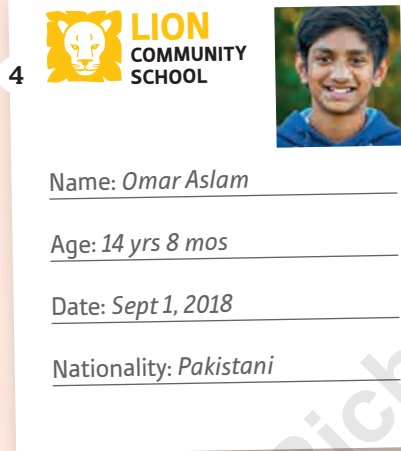 4
LION
COMMUNITY
SCHOOL
Name: Omar Aslam
Age: 14 yrs 8 mos
Date: Sept 1, 2018
Nationality: Pakistani